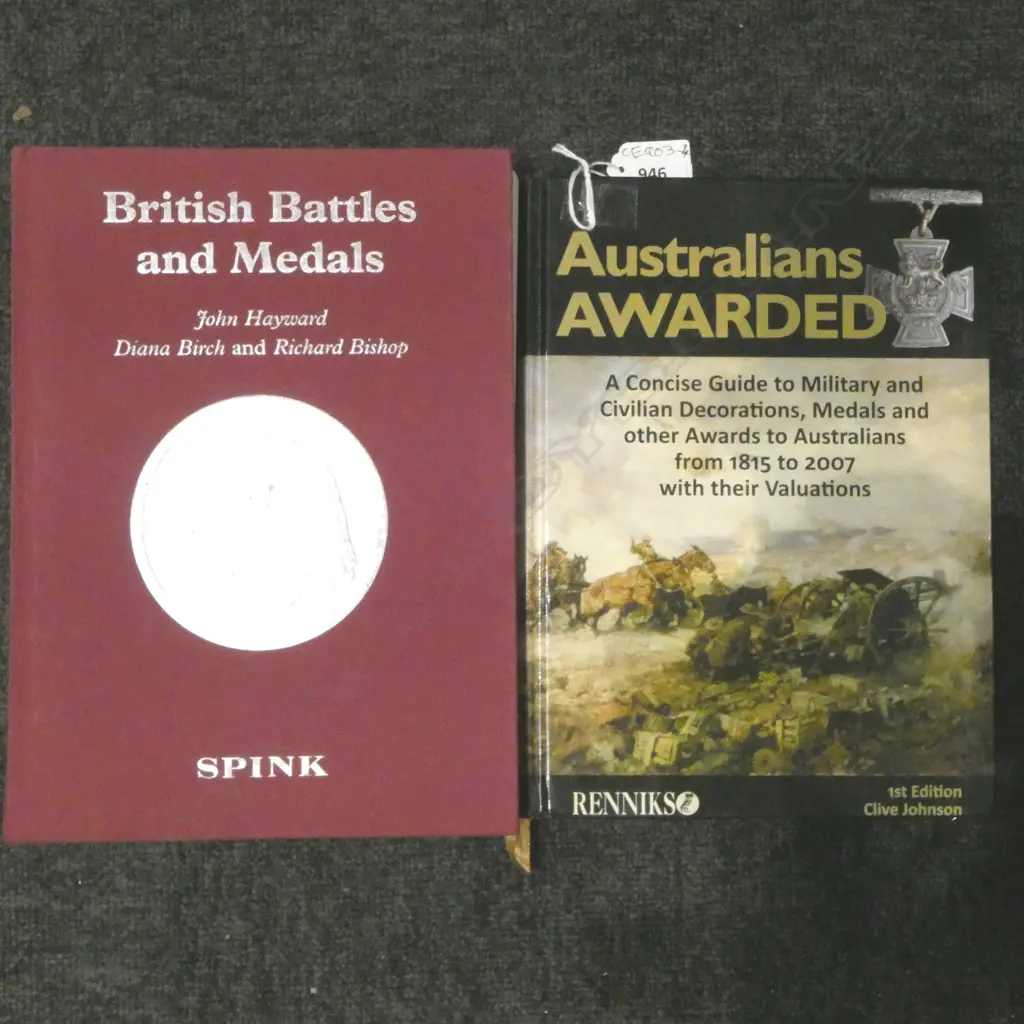 British Battles
and Medals
John Hayward
Diana Birch and Richard Bishop
SPINK
946
Australians
AWARDED
A Concise Guide to Military and
Civilian Decorations, Medals and
other Awards to Australians
from 1815 to 2007
with their Valuations
RENNIKS
1st Edition
Clive Johnson